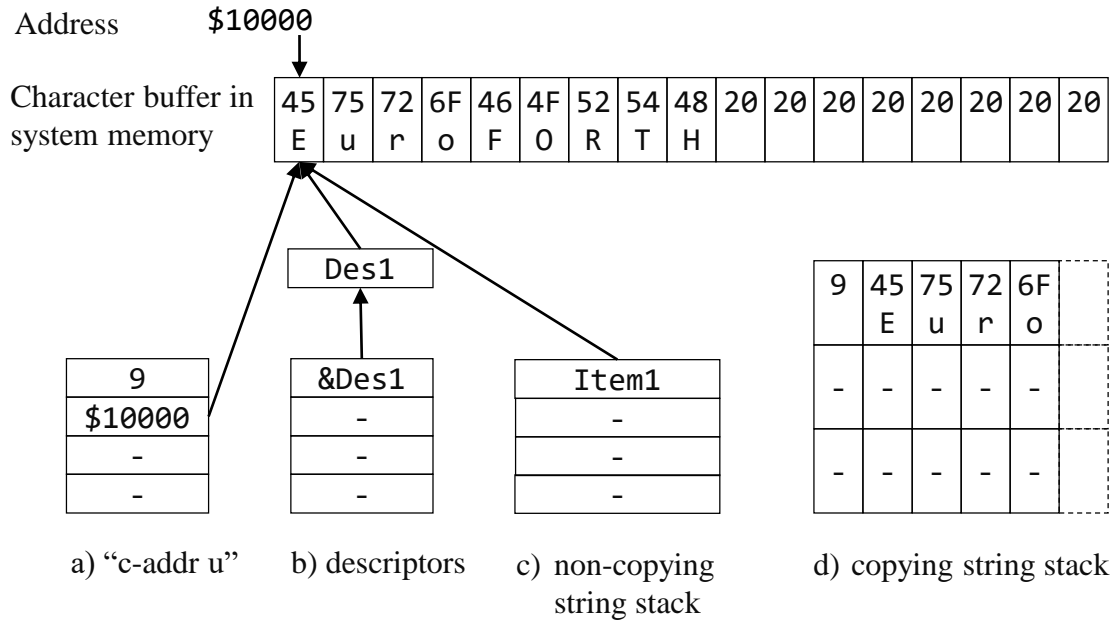 Address $10000
Character buffer in
system memory
45 75 72 6F 46 4F 52 54 48 20 20 20 20 20 20 20 20
E u r o F O R T H
Des1
9 45 75 72 6F
E u r o
9 &Des1 Item1
- - - - -
$10000 - -
- - -
- - - - -
- - -
a) “c-addr u” b) descriptors c) non-copying d) copying string stack
string stack